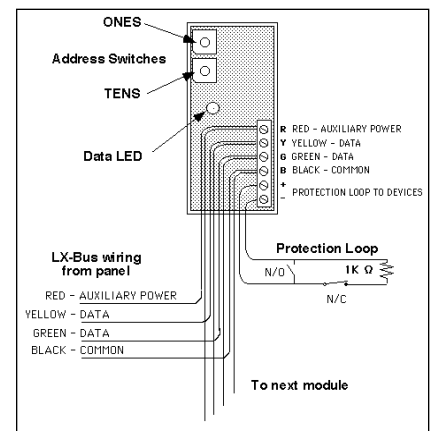 ONES
Address Switches
TENS
Data LED
R RED - AUXILIARY POWER
Y YELLOW - DATA
G GREEN - DATA
B BLACK - COMMON
+
PROTECTION LOOP TO DEVICES
-
LX-Bus wiring
from panel
RED - AUXILIARY POWER
YELLOW - DATA
GREEN - DATA
BLACK - COMMON
Protection Loop
N/O
1K Ω
N/C
To next module